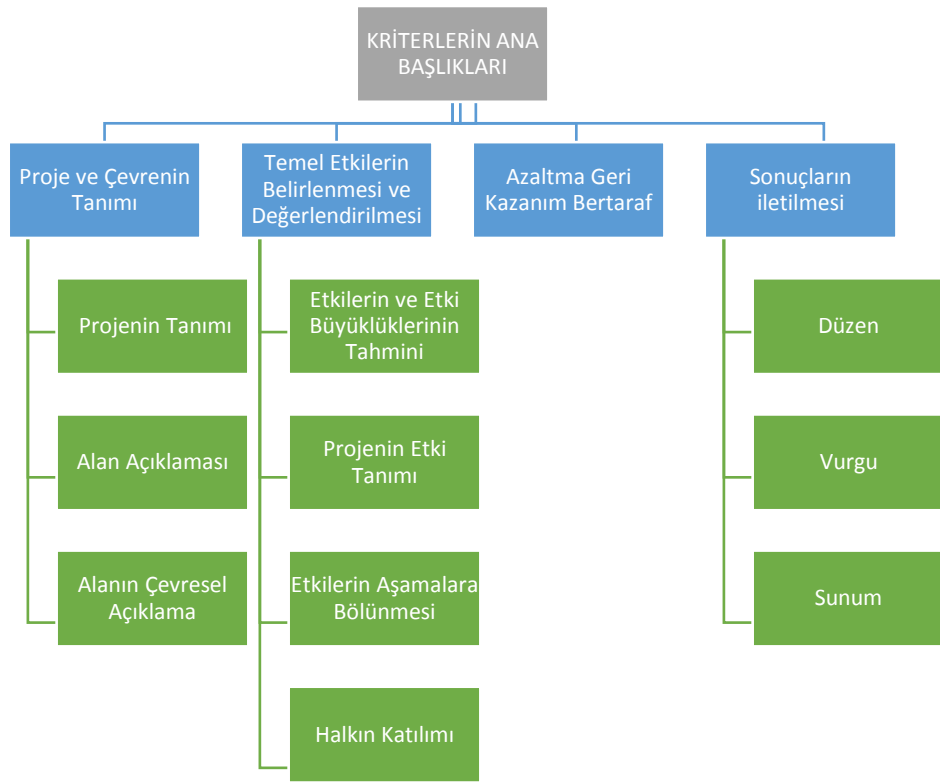 KRİTERLERİN ANA
BAŞLIKLARI
Proje ve Çevrenin
Tanımı
Temel Etkilerin
Belirlenmesi ve
Değerlendirilmesi
Azaltma Geri
Kazanım Bertaraf
Sonuçların
iletilmesi
Projenin Tanımı
Alan Açıklaması
Alanın Çevresel
Açıklama
Etkilerin ve Etki
Büyüklüklerinin
Tahmini
Projenin Etki
Tanımı
Etkilerin Aşamalara
Bölünmesi
Halkın Katılımı
Düzen
Vurgu
Sunum